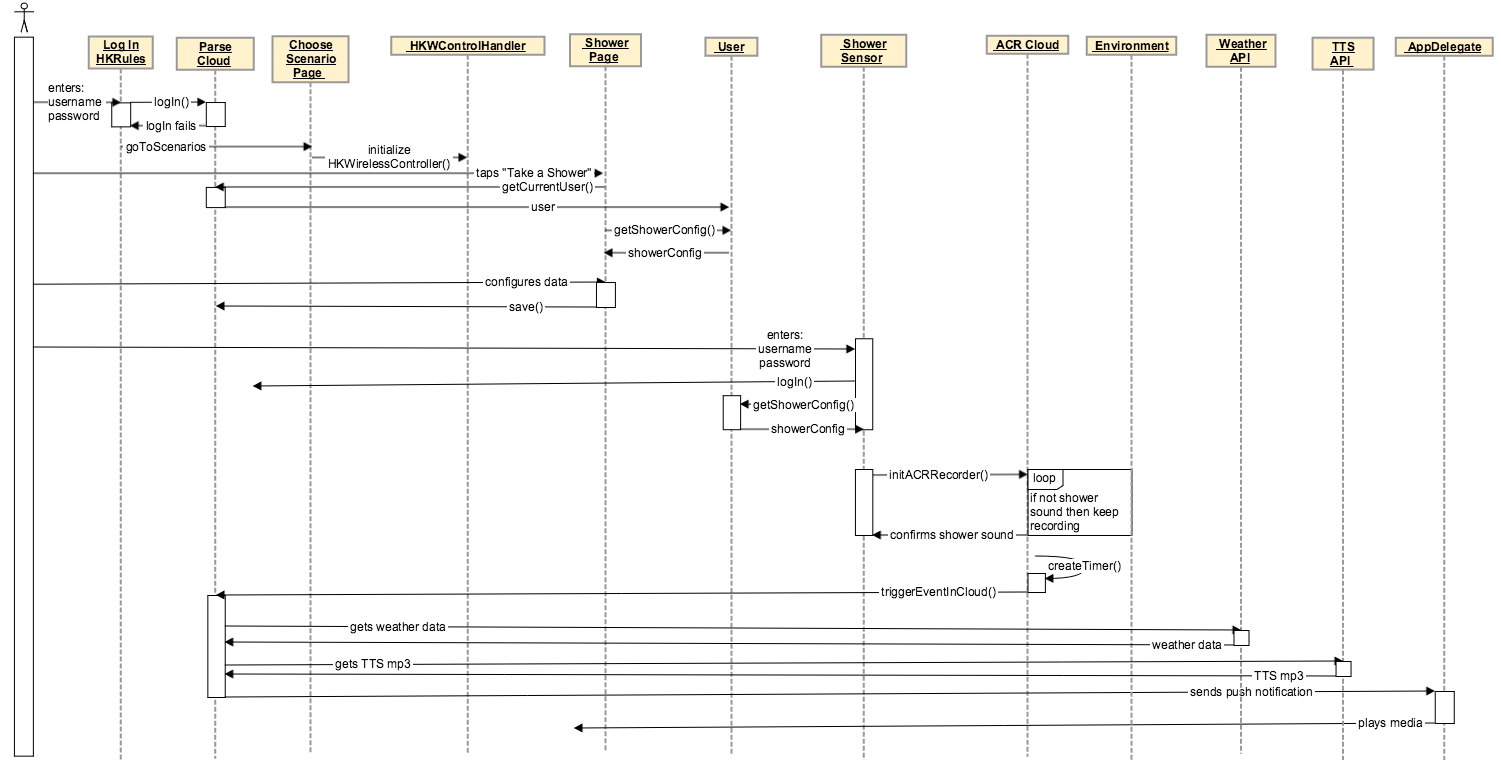 Log In
HKRules
Parse
Cloud
Choose
Scenario
Page
HKWControlHandler
Shower
Page
User
Shower
Sensor
ACR Cloud
Environment
Weather
API
TTS
API
AppDelegate
enters:
username
password
logIn()
logIn fails
goToScenarios
initialize
HKWirelessController()
taps "Take a Shower"
getCurrentUser()
user
getShowerConfig()
showerConfig
configures data
save()
enters:
username
password
logIn()
getShowerConfig()
showerConfig
initACRRecorder()
loop
if not shower
sound then keep
recording
confirms shower sound
createTimer()
triggerEventInCloud()
gets weather data
weather data
gets TTS mp3
TTS mp3
sends push notification
plays media